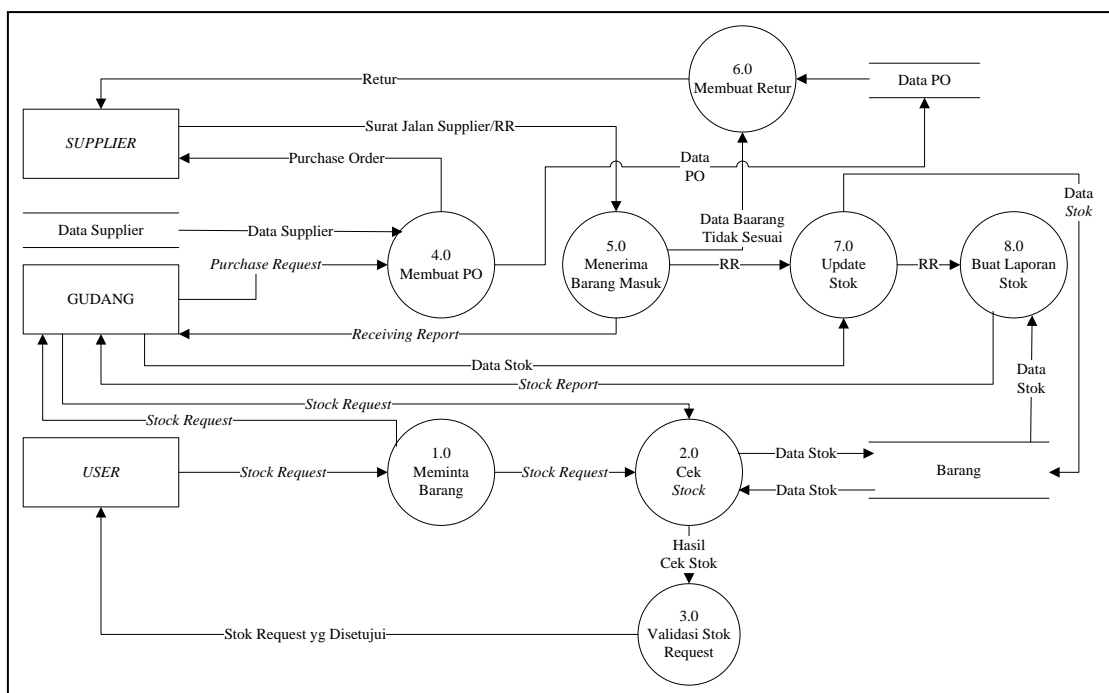 6.0
Membuat Retur
Data PO
Retur
SUPPLIER
Surat Jalan Supplier/RR
Purchase Order
Data
PO
Data
Stok
Data Supplier
Data Supplier
4.0
Membuat PO
Data Baarang
Tidak Sesuai
5.0
Menerima
Barang Masuk
RR
7.0
Update
Stok
RR
8.0
Buat Laporan
Stok
Purchase Request
GUDANG
Receiving Report
Data Stok
Stock Report
Data
Stok
Stock Request
Stock Request
USER
Stock Request
1.0
Meminta
Barang
Stock Request
2.0
Cek
Stock
Data Stok
Data Stok
Barang
Hasil
Cek Stok
3.0
Validasi Stok
Request
Stok Request yg Disetujui